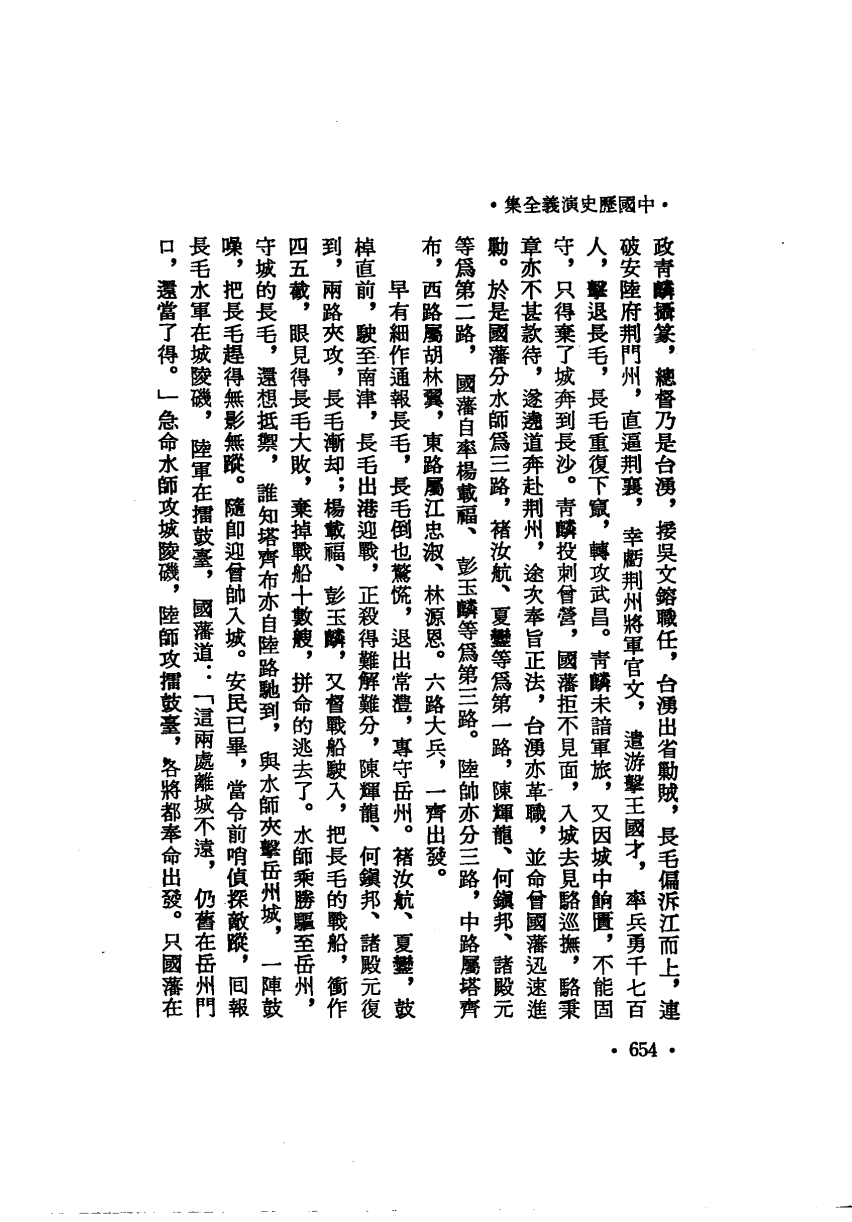 ·中國歷史演義全集·
政青麟攝篆，總督乃是台湧，接吳文鎔職任，台湧出省勦賊，長毛偏泝江而上，連
破安陸府荆門州，直逼荆襄，幸虧荆州將軍官文，遣游擊王國才，率兵勇千七百
人，擊退長毛，長毛重復下竄，轉攻武昌。青麟未諳軍旅，又因城中餉匱，不能固
守，只得棄了城奔到長沙。青麟投刺曾營，國藩拒不見面，入城去見駱巡撫，駱秉
章亦不甚款待，遂遶道奔赴荆州，途次奉旨正法，台湧亦革職，並命曾國藩迅速進
勦。於是國藩分水師爲三路，褚汝航、夏鑾等爲第一路，陳輝龍、何鎭邦、諸殿元
等爲第二路，國藩自率楊載福、彭玉麟等爲第三路。陸帥亦分三路，中路屬塔齊
布，西路屬胡林翼，東路屬江忠淑、林源恩。六路大兵，一齊出發。
早有細作通報長毛，長毛倒也驚慌，退出常澧，專守岳州。褚汝航、夏鑾，鼓
棹直前，駛至南津，長毛出港迎戰，正殺得難解難分，陳輝龍、何鎭邦、諸殿元復
到，兩路夾攻，長毛漸却；楊載福、彭玉麟，又督戰船駛入，把長毛的戰船，衝作
四五截，眼見得長毛大敗，棄掉戰船十數艘，拼命的逃去了。水師乘勝驅至岳州，
守城的長毛，還想抵禦，誰知塔齊布亦自陸路馳到，與水師夾擊岳州城，一陣鼓
噪，把長毛趕得無影無蹤。隨卽迎曾帥入城。安民已畢，當令前哨偵探敵蹤，回報
長毛水軍在城陵磯，陸軍在擂鼓臺，國藩道：「這兩處離城不遠，仍舊在岳州門
口，還當了得。」急命水師攻城陵磯，陸師攻擂鼓臺，各將都奉命出發。只國藩在
·654·